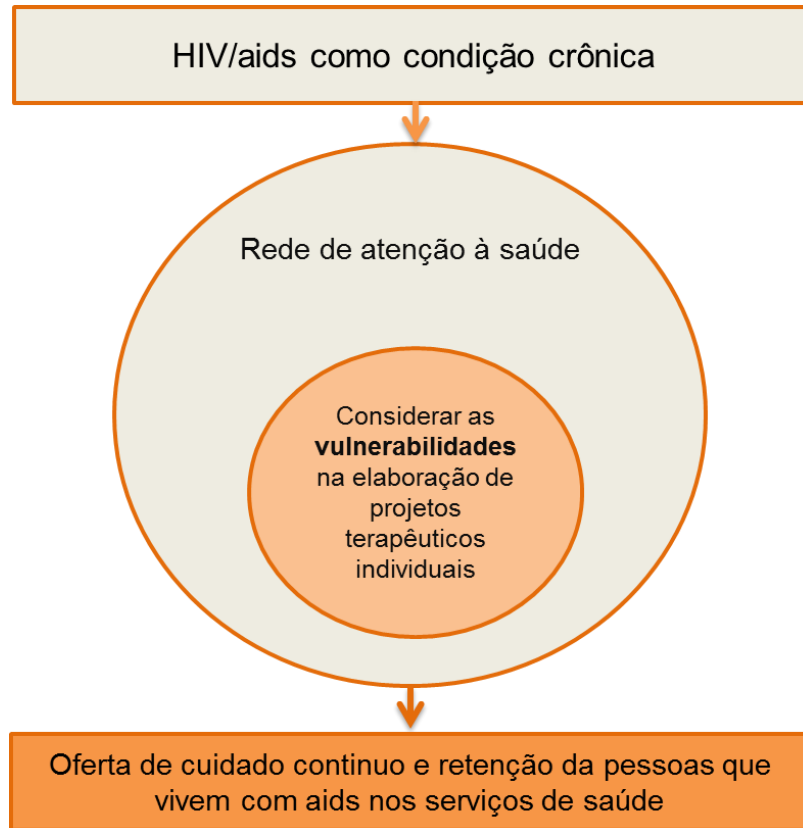 HIV/aids como condição crônica
Rede de atenção à saúde
Considerar as
vulnerabilidades
na elaboração de
projetos
terapêuticos
individuais
Oferta de cuidado continuo e retenção da pessoas que
vivem com aids nos serviços de saúde